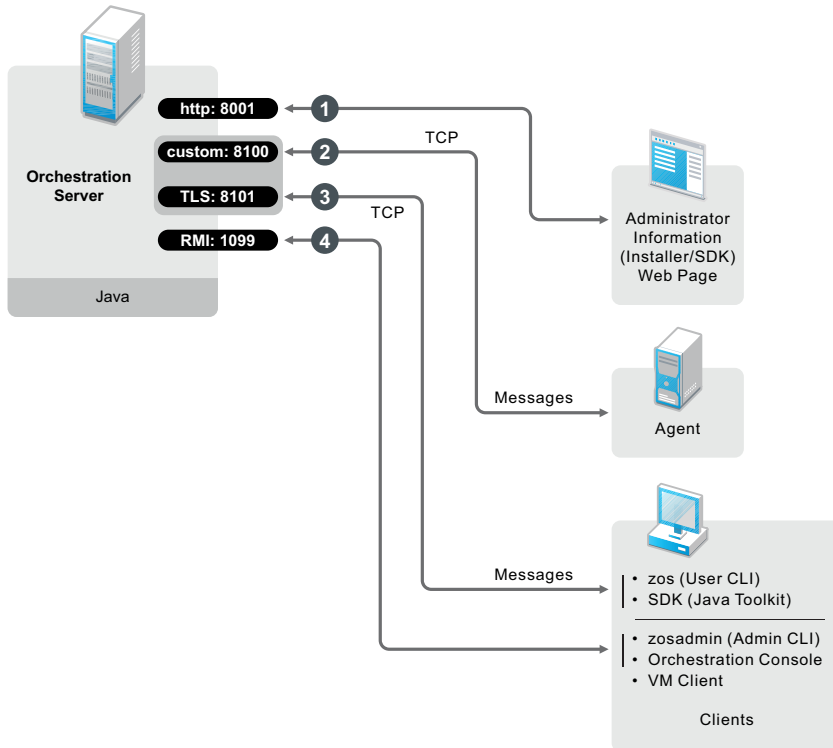 http: 8001
1
custom: 8100
2
TCP
Orchestration
Server
TLS: 8101
3
TCP
RMI: 1099
4
Java
Administrator
Information
(Installer/SDK)
Web Page
Messages
Agent
Messages
• zos (User CLI)
• SDK (Java Toolkit)
• zosadmin (Admin CLI)
• Orchestration Console
• VM Client
Clients